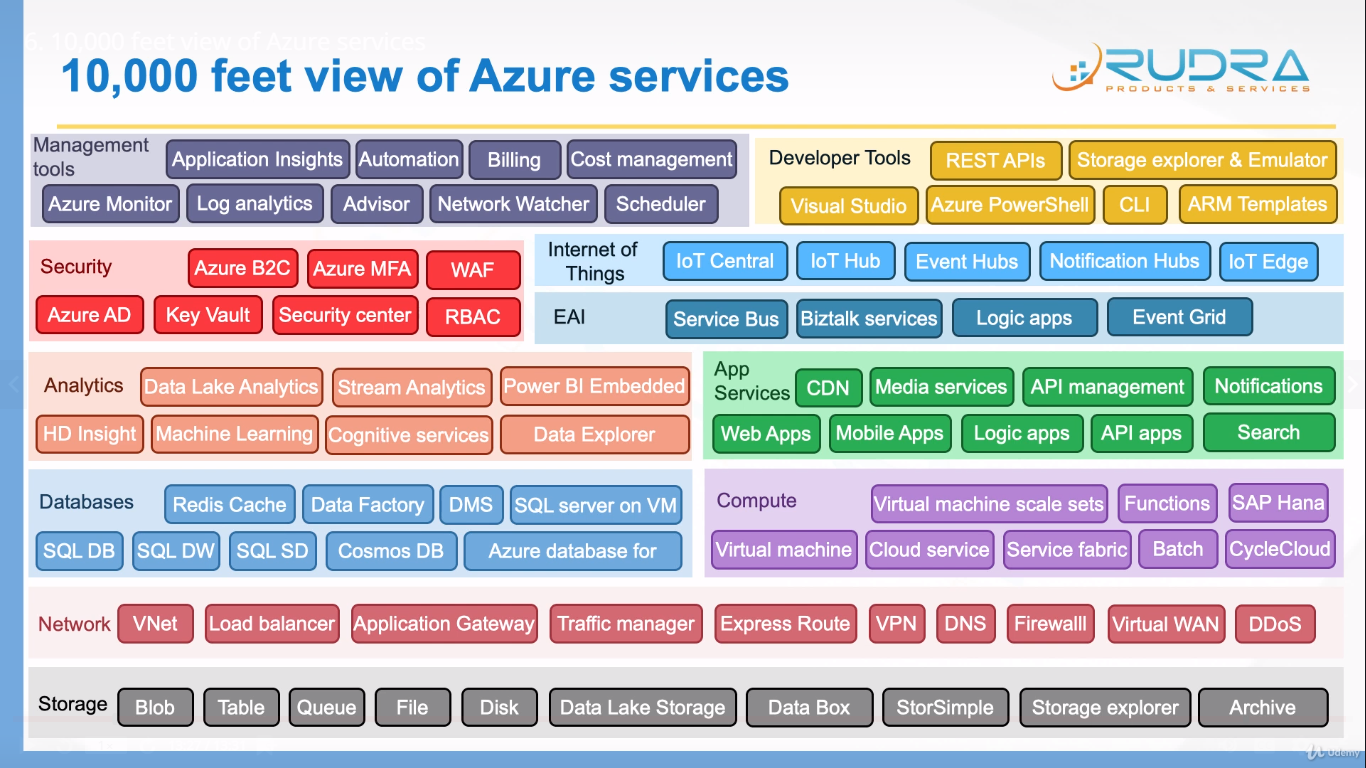 6. 10,000 feet view of Azure services
10,000 feet view of Azure services
RUDRA
PRODUCTS & SERVICES
Management
tools
Application Insights
Automation
Billing
Cost management
Azure Monitor
Log analytics
Advisor
Network Watcher
Scheduler
Developer Tools
REST APIs
Storage explorer & Emulator
Visual Studio
Azure PowerShell
CLI
ARM Templates
Security
Azure B2C
Azure MFA
WAF
Azure AD
Key Vault
Security center
RBAC
Internet of
Things
IoT Central
IoT Hub
Event Hubs
Notification Hubs
IoT Edge
EAI
Service Bus
Biztalk services
Logic apps
Event Grid
Analytics
Data Lake Analytics
Stream Analytics
Power BI Embedded
HD Insight
Machine Learning
Cognitive services
Data Explorer
App
Services
CDN
Media services
API management
Notifications
Web Apps
Mobile Apps
Logic apps
API apps
Search
Databases
Redis Cache
Data Factory
DMS
SQL server on VM
SQL DB
SQL DW
SQL SD
Cosmos DB
Azure database for
Compute
Virtual machine scale sets
Functions
SAP Hana
Virtual machine
Cloud service
Service fabric
Batch
CycleCloud
Network
VNet
Load balancer
Application Gateway
Traffic manager
Express Route
VPN
DNS
Firewalll
Virtual WAN
DDoS
Storage
Blob
Table
Queue
File
Disk
Data Lake Storage
Data Box
StorSimple
Storage explorer
Archive
Udemy